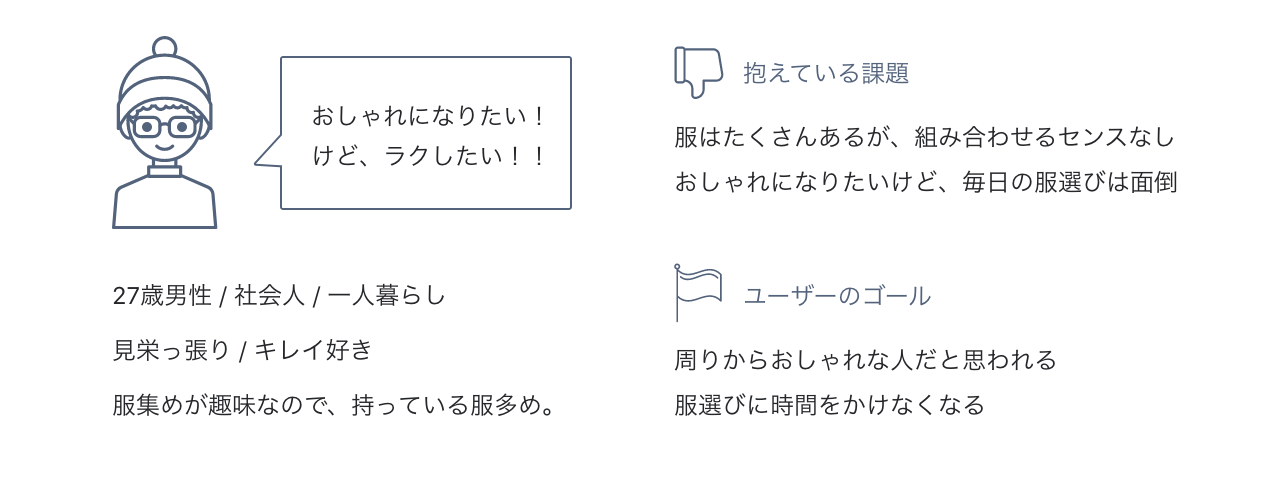 おしゃれになりたい！
けど、ラクしたい！！
27歳男性 / 社会人 / 一人暮らし
見栄っ張り / キレイ好き
服集めが趣味なので、持っている服多め。
抱えている課題
服はたくさんあるが、組み合わせるセンスなし
おしゃれになりたいけど、毎日の服選びは面倒
ユーザーのゴール
周りからおしゃれな人だと思われる
服選びに時間をかけなくなる